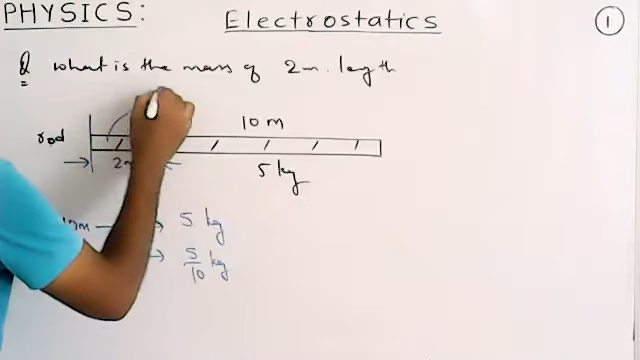 PHYSICS:
Electrostatics
1
Q What is the mass of 2m. length
rod
10 m
2
5 kg
5 kg
5/10 kg